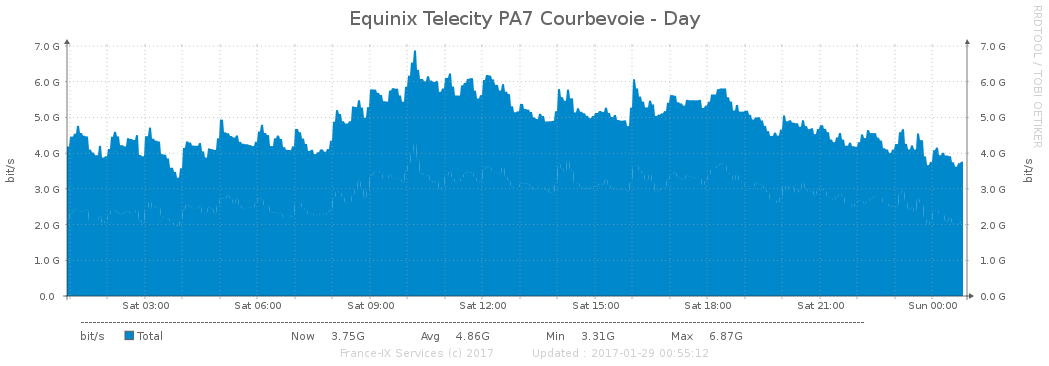 Equinix Telecity PA7 Courbevoie - Day
RRDTOOL / TOBI OETIKER
bit/s
7.0 G
6.0 G
5.0 G
4.0 G
3.0 G
2.0 G
1.0 G
0.0
7.0 G
6.0 G
5.0 G
4.0 G
3.0 G
2.0 G
1.0 G
0.0 G
bit/s
Sat 03:00 Sat 06:00 Sat 09:00 Sat 12:00 Sat 15:00 Sat 18:00 Sat 21:00 Sun 00:00
bit/s Total Now 3.75G Avg 4.86G Min 3.31G Max 6.87G
France-IX Services (c) 2017 Updated : 2017-01-29 00:55:12